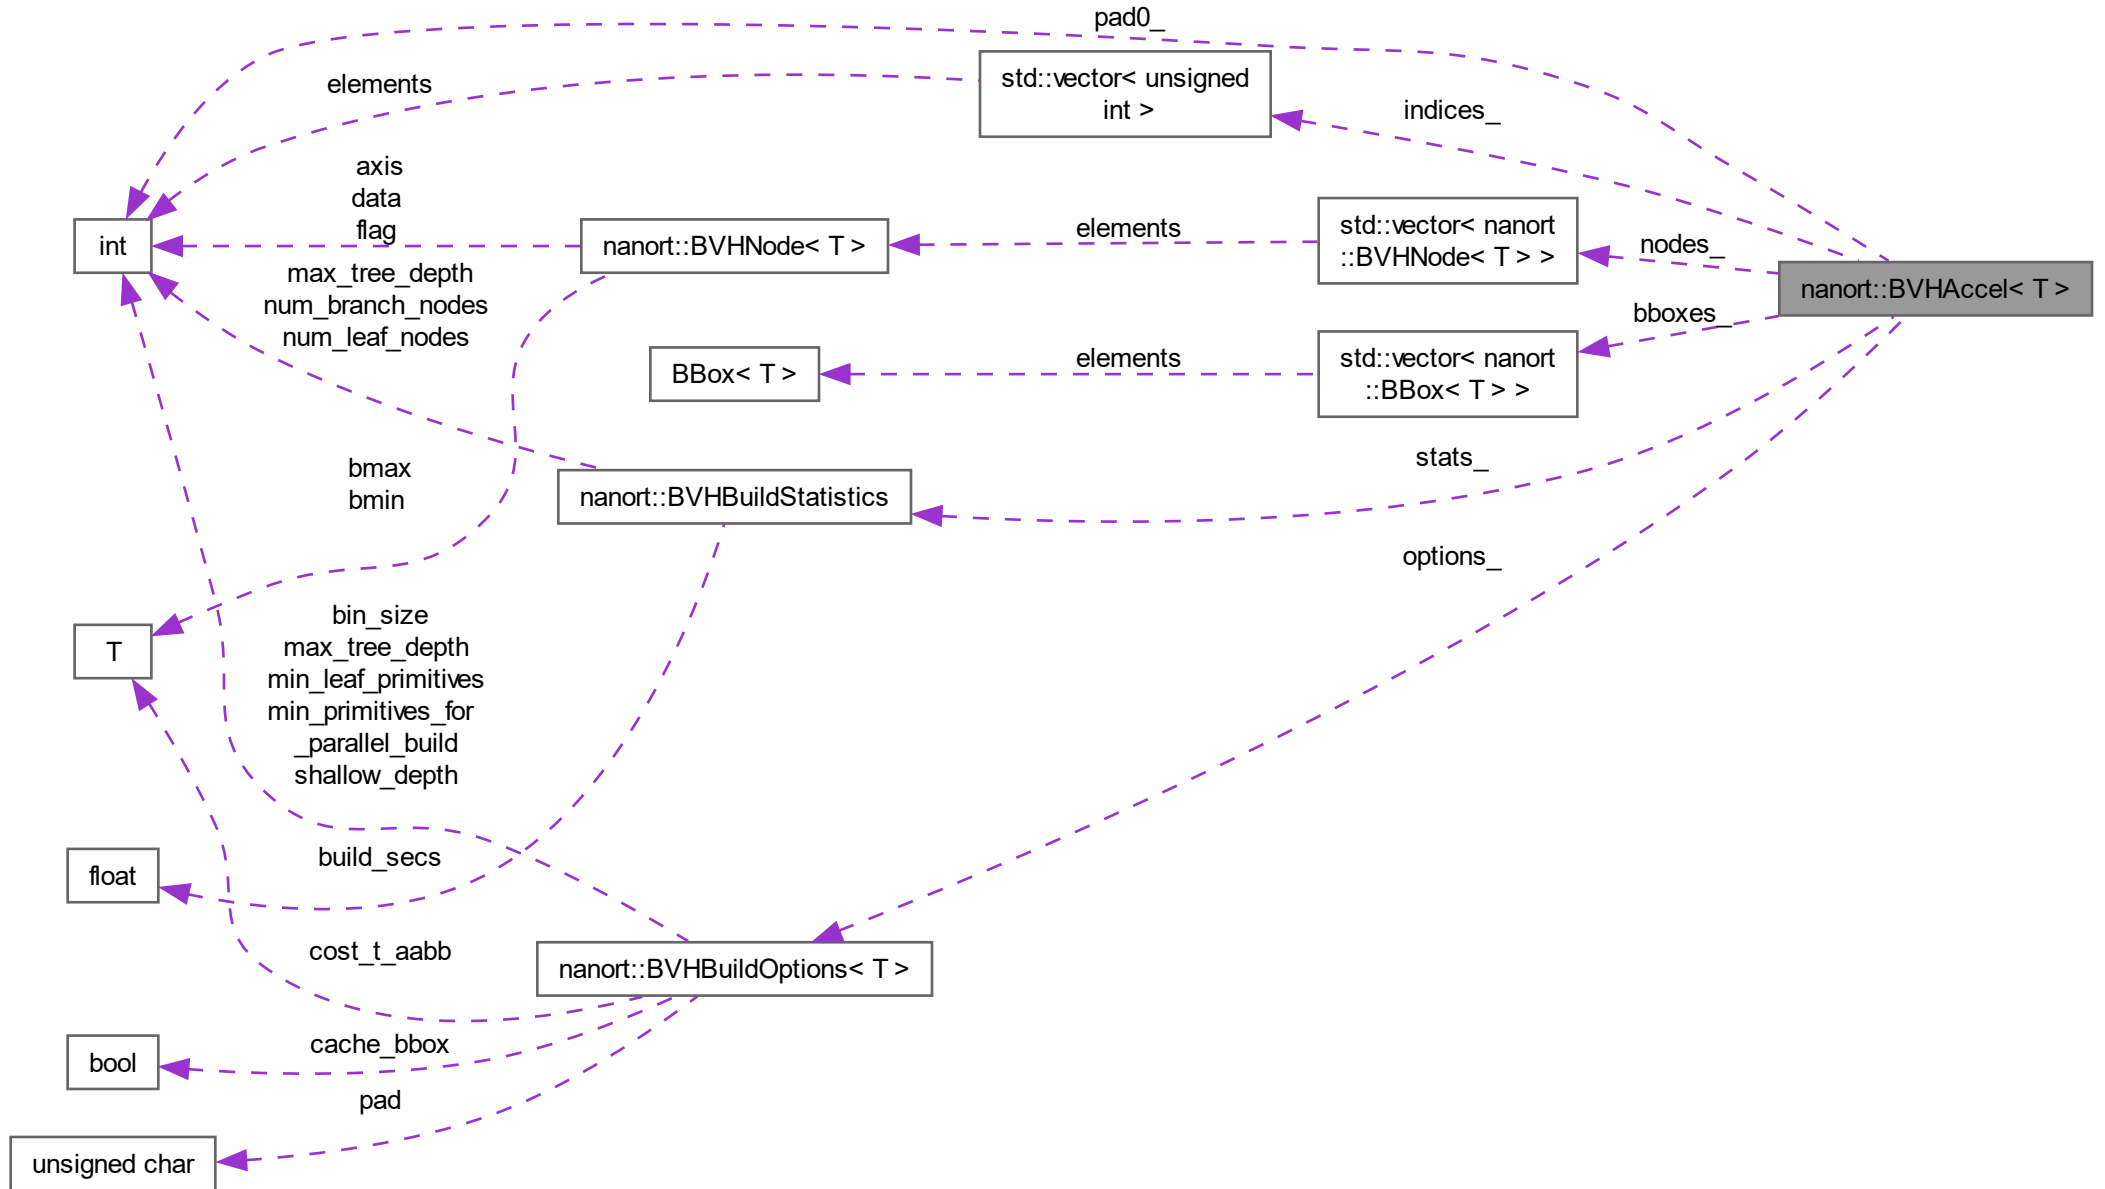 pad0_
elements
std::vector< unsigned
int >
indices_
axis
data
flag
int
nanort::BVHNode< T >
elements
std::vector< nanort
::BVHNode< T > >
nodes_
nanort::BVHAccel< T >
max_tree_depth
num_branch_nodes
num_leaf_nodes
bboxes_
BBox< T >
elements
std::vector< nanort
::BBox< T > >
bmax
bmin
nanort::BVHBuildStatistics
stats_
options_
T
bin_size
max_tree_depth
min_leaf_primitives
min_primitives_for
_parallel_build
shallow_depth
float
build_secs
cost_t_aabb
nanort::BVHBuildOptions< T >
bool
cache_bbox
pad
unsigned char